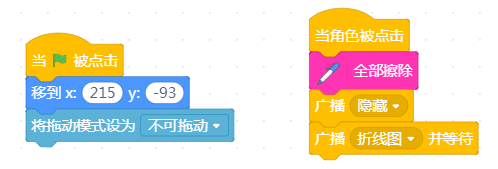 当 被点击
移到 x: 215 y: -93
将拖动模式设为 不可拖动
当角色被点击
全部擦除
广播 隐藏
广播 折线图 并等待